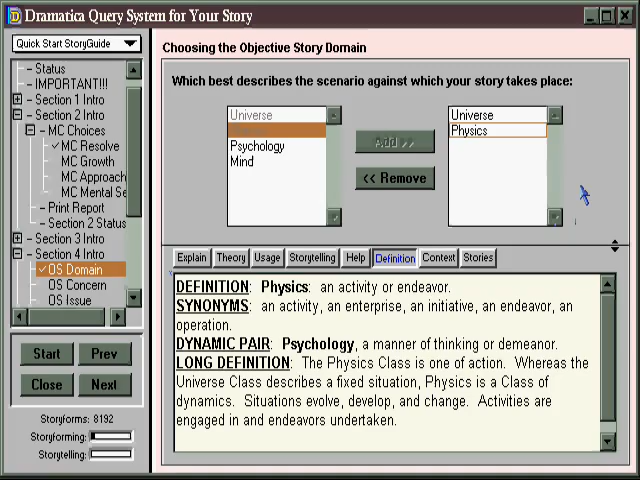 Dramatica Query System for Your Story
Quick Start StoryGuide
Status
IMPORTANT!!!
Section 1 Intro
Section 2 Intro
MC Choices
MC Resolve
MC Growth
MC Approach
MC Mental Se
Print Report
Section 2 Status
Section 3 Intro
Section 4 Intro
OS Domain
OS Concern
OS Issue
Start
Prev
Close
Next
Storyforms: 8192
Storyforming:
Storytelling:
Choosing the Objective Story Domain
Which best describes the scenario against which your story takes place:
Universe
Psychology
Mind
Add >>
<< Remove
Universe
Physics
Explain Theory Usage Storytelling Help Definition Context Stories
DEFINITION: Physics: an activity or endeavor.
SYNONYMS: an activity, an enterprise, an initiative, an endeavor, an
operation.
DYNAMIC PAIR: Psychology, a manner of thinking or demeanor.
LONG DEFINITION: The Physics Class is one of action. Whereas the
Universe Class describes a fixed situation, Physics is a Class of
dynamics. Situations evolve, develop, and change. Activities are
engaged in and endeavors undertaken.